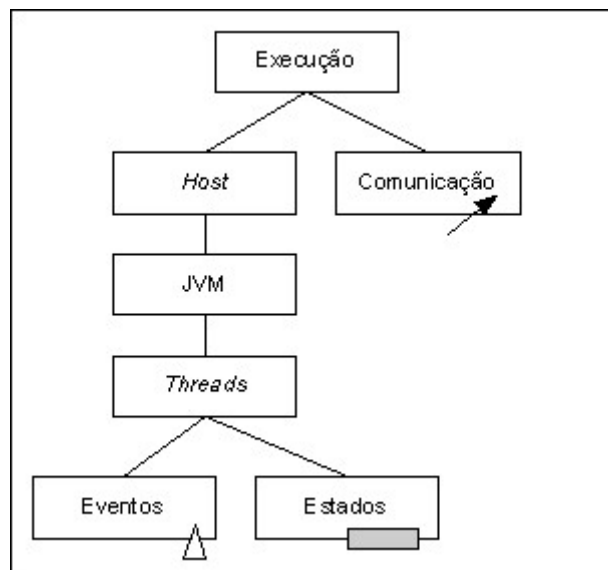 Execução
Host
Comunicação
JVM
Threads
Eventos
Estados